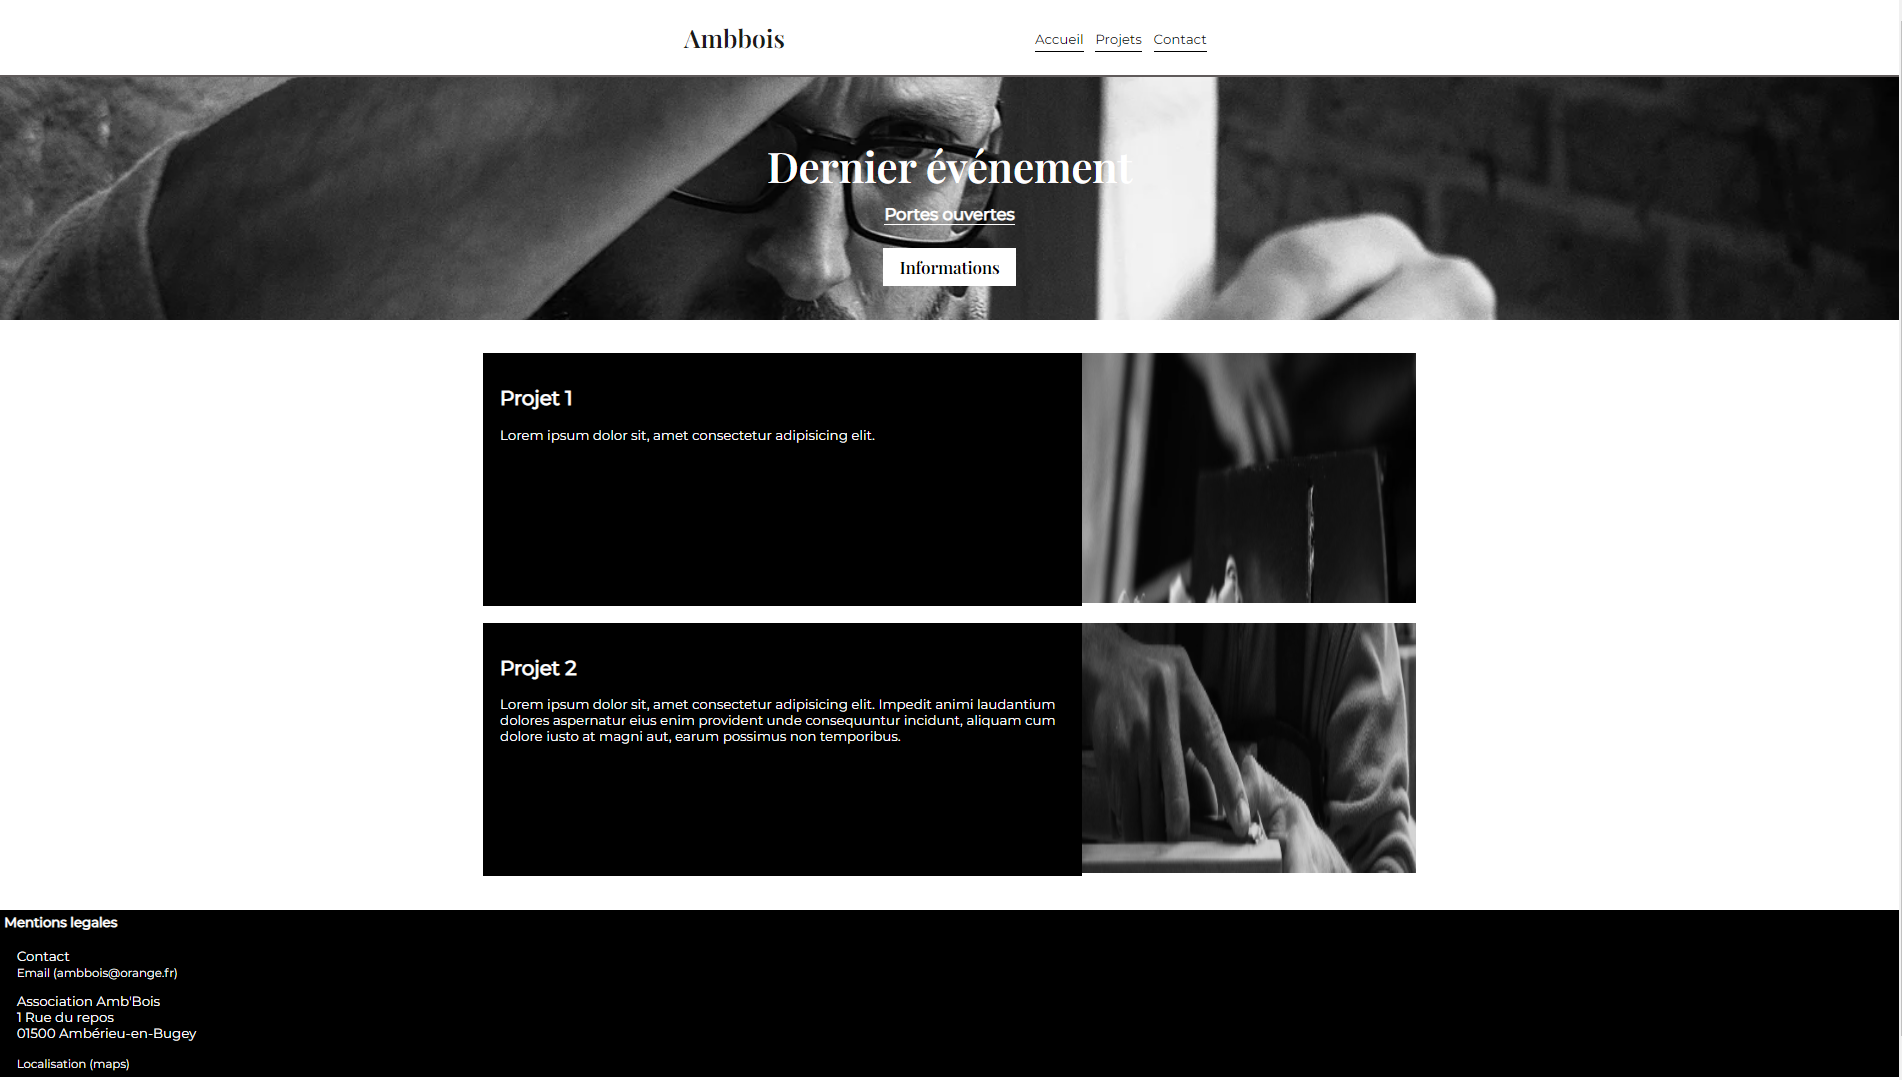 Ambbois
Accueil Projets Contact
Dernier événement
Portes ouvertes
Informations
Projet 1
Lorem ipsum dolor sit, amet consectetur adipisicing elit.
Projet 2
Lorem ipsum dolor sit, amet consectetur adipisicing elit. Impedit animi laudantium
dolores aspernatur eius enim provident unde consequuntur incidunt, aliquam cum
dolore iusto at magni aut, earum possimus non temporibus.
Mentions legales
Contact
Email (ambbois@orange.fr)
Association Amb'Bois
1 Rue du repos
01500 Ambérieu-en-Bugey
Localisation (maps)